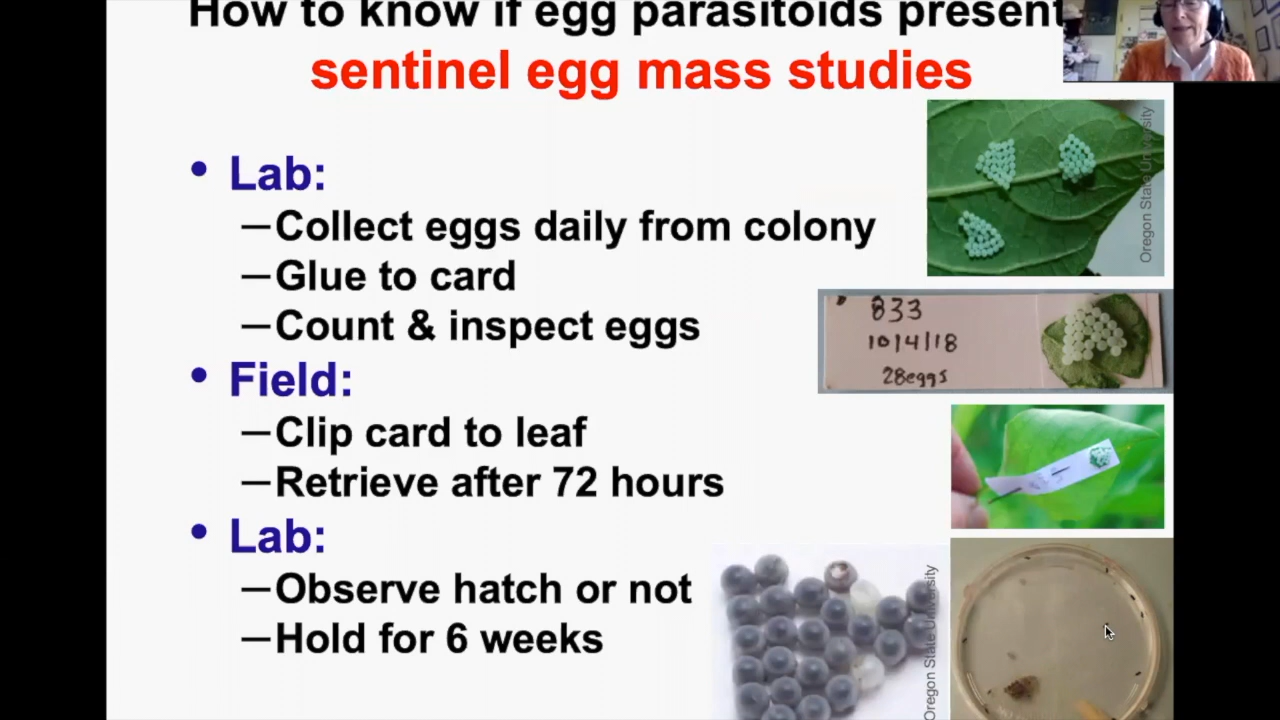 How to know if egg parasitoids present
sentinel egg mass studies
• Lab:
—Collect eggs daily from colony
—Glue to card
—Count & inspect eggs
• Field:
—Clip card to leaf
—Retrieve after 72 hours
• Lab:
—Observe hatch or not
—Hold for 6 weeks
Oregon State University
833
10/4/18
28eggs
Oregon State University